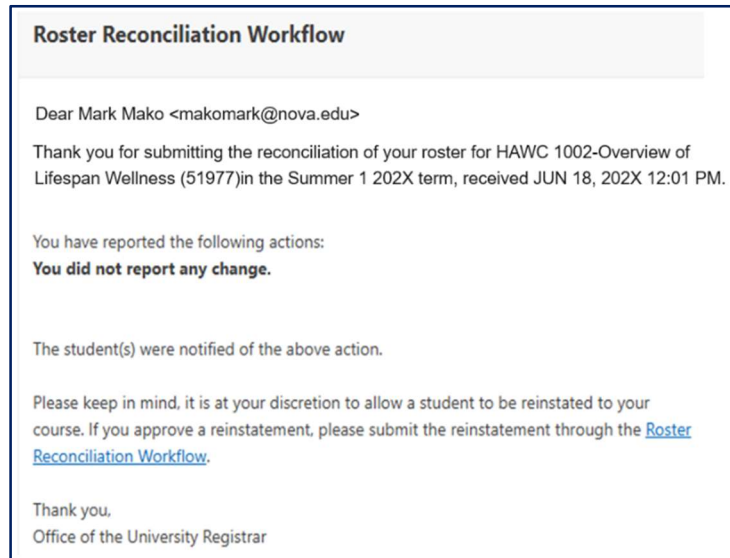 Roster Reconciliation Workflow
Dear Mark Mako <makomark@nova.edu>
Thank you for submitting the reconciliation of your roster for HAWC 1002-Overview of
Lifespan Wellness (51977)in the Summer 1 202X term, received JUN 18, 202X 12:01 PM.
You have reported the following actions:
You did not report any change.
The student(s) were notified of the above action.
Please keep in mind, it is at your discretion to allow a student to be reinstated to your
course. If you approve a reinstatement, please submit the reinstatement through the Roster
Reconciliation Workflow.
Thank you,
Office of the University Registrar